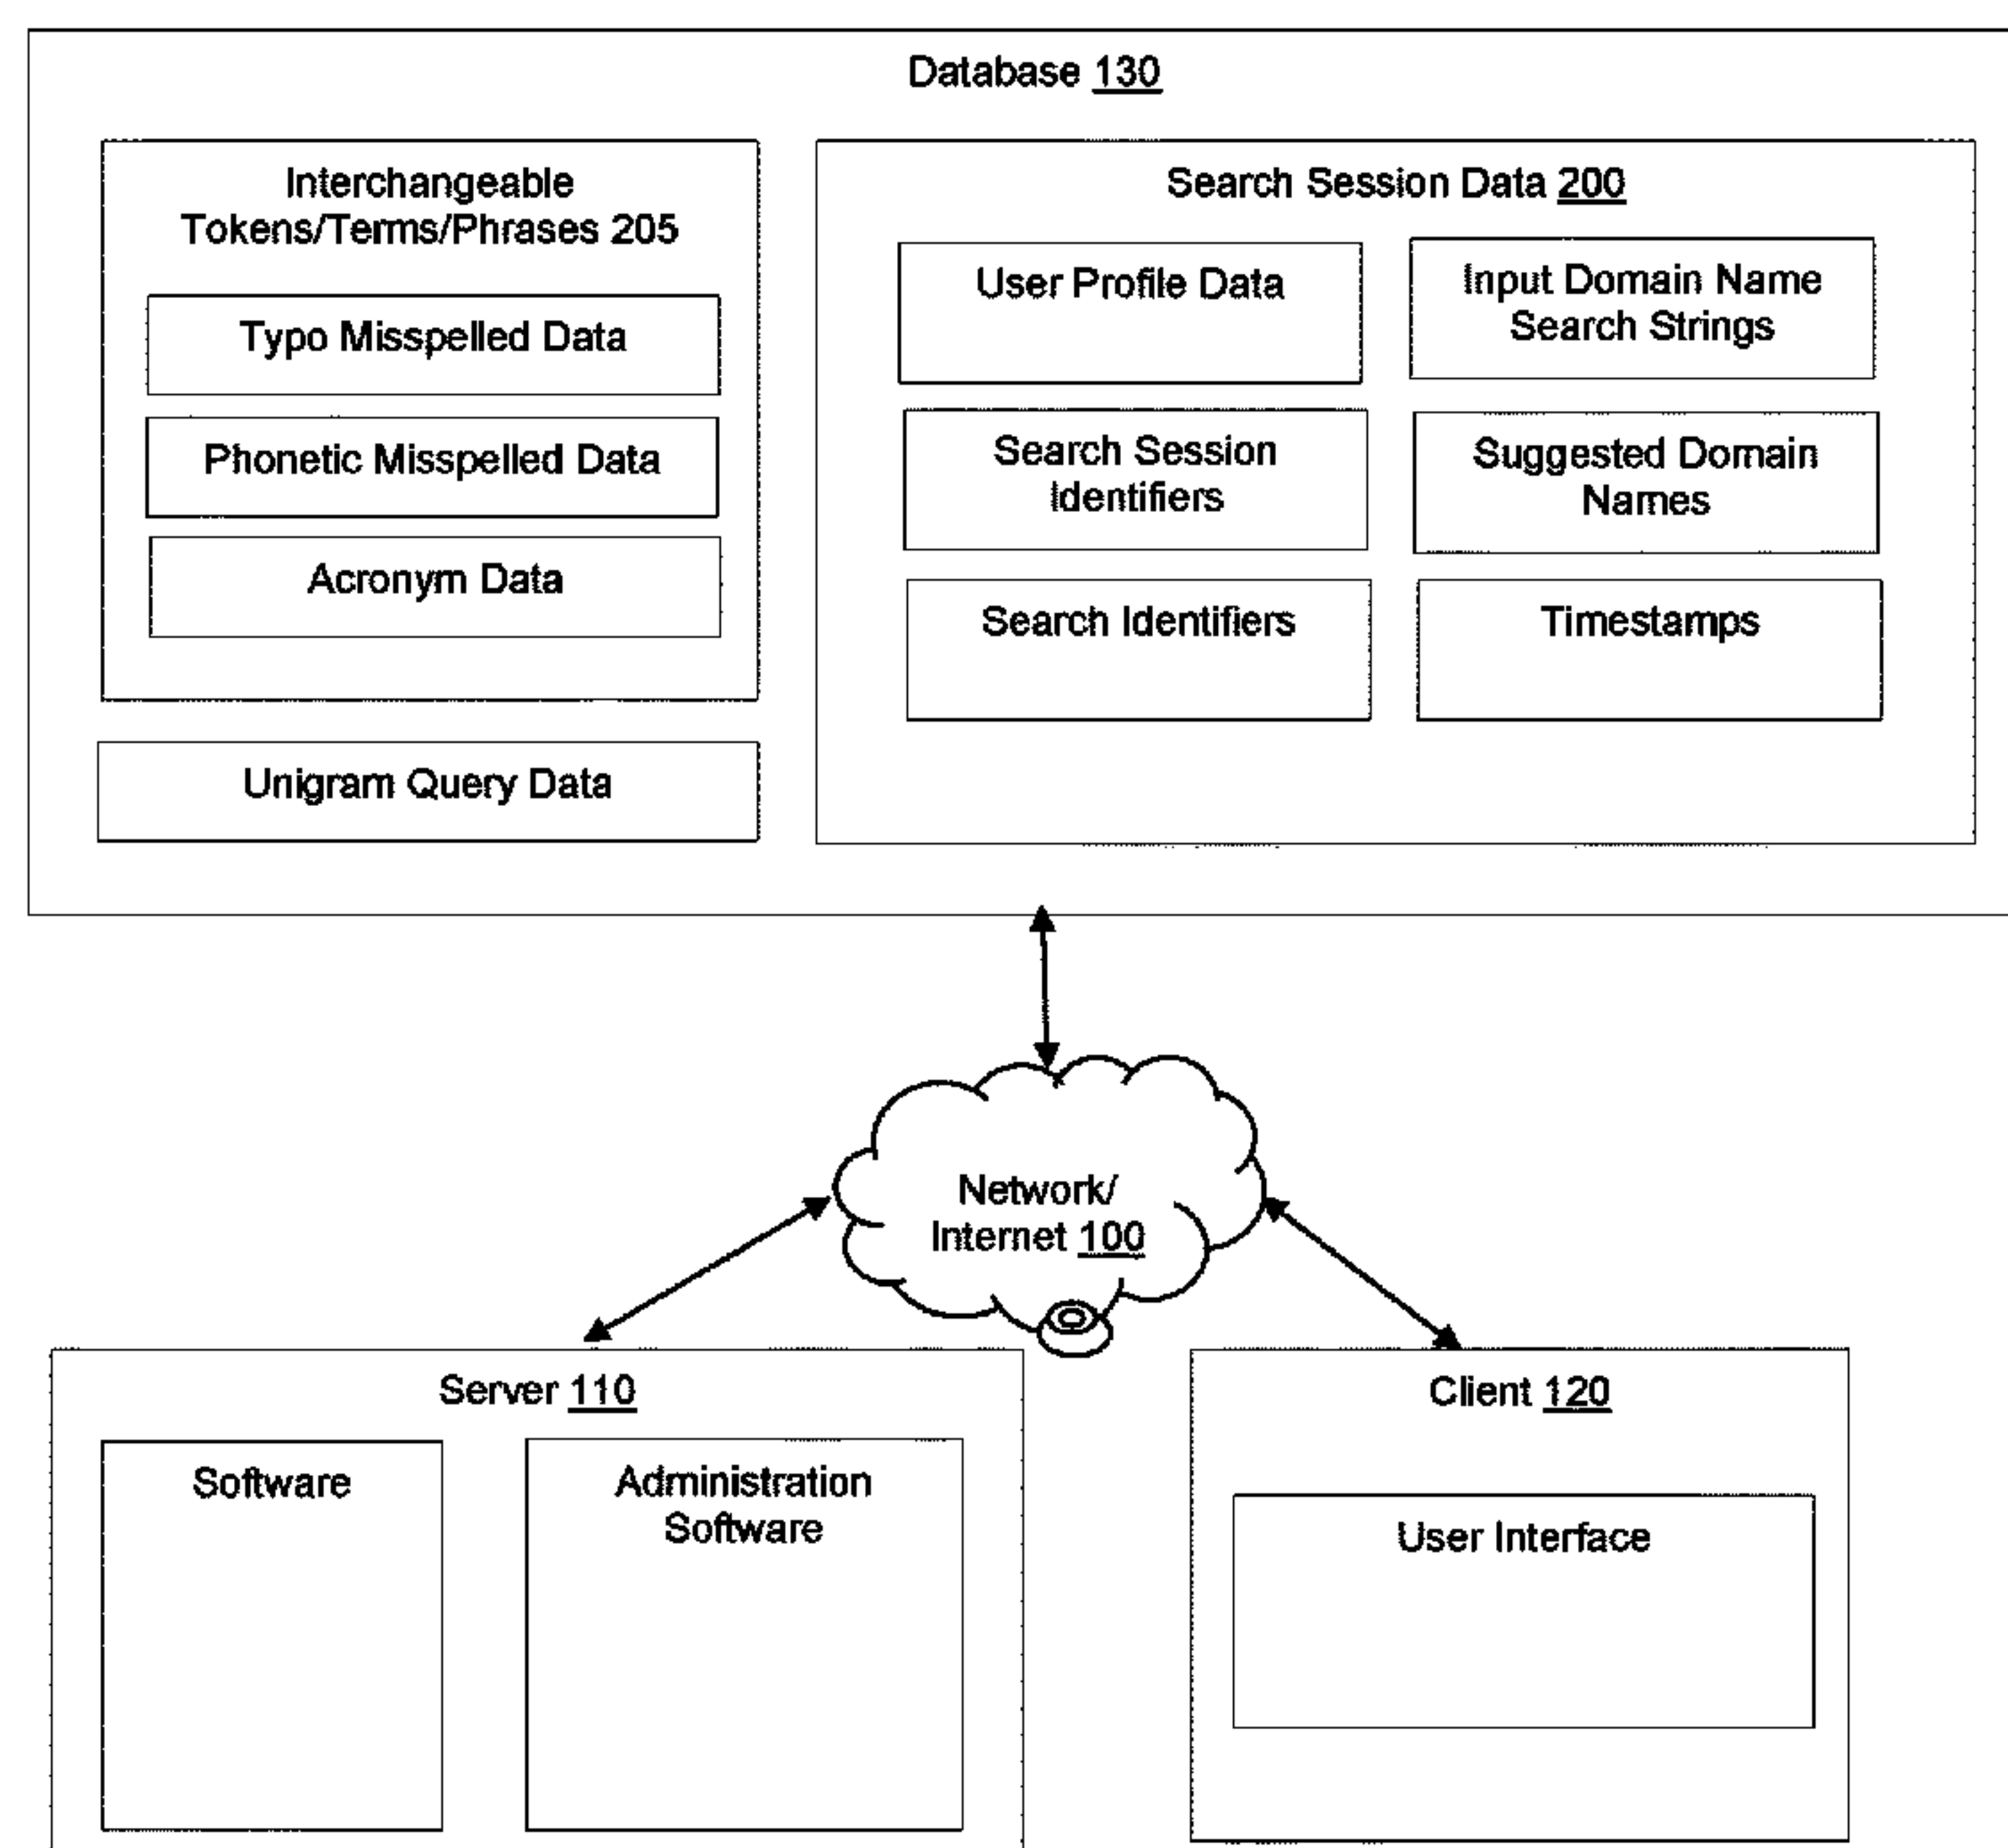 Database 130
Interchangeable
Tokens/Terms/Phrases 205
Typo Misspelled Data
Phonetic Misspelled Data
Acronym Data
Unigram Query Data
Search Session Data 200
User Profile Data
Input Domain Name
Search Strings
Search Session
Identifiers
Suggested Domain
Names
Search Identifiers
Timestamps
Network/
Internet 100
Server 110
Software
Administration
Software
Client 120
User Interface